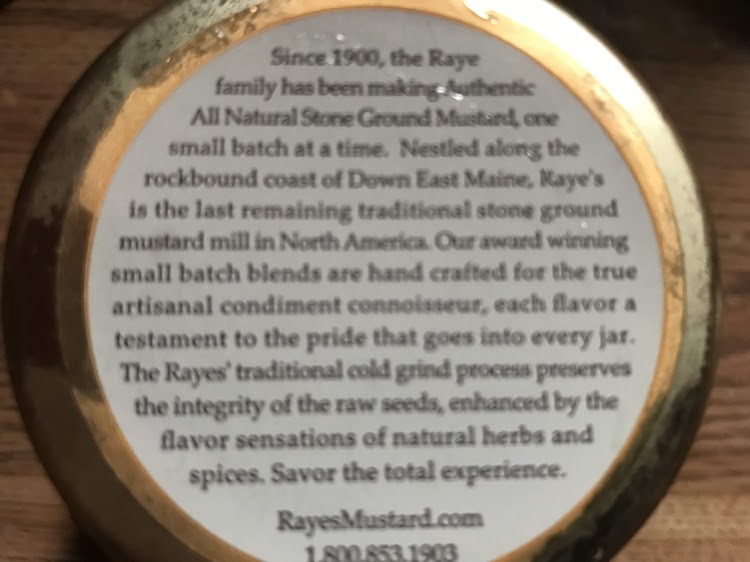 Since 1900, the Raye
family has been making Authentic
All Natural Stone Ground Mustard, one
small batch at a time. Nestled along the
rockbound coast of Down East Maine, Raye's
is the last remaining traditional stone ground
mustard mill in North America. Our award winning
small batch blends are hand crafted for the true
artisanal condiment connoisseur, each flavor a
testament to the pride that goes into every jar.
The Rayes' traditional cold grind process preserves
the integrity of the raw seeds, enhanced by the
flavor sensations of natural herbs and
spices. Savor the total experience.
RayesMustard.com
1.800.853.1903